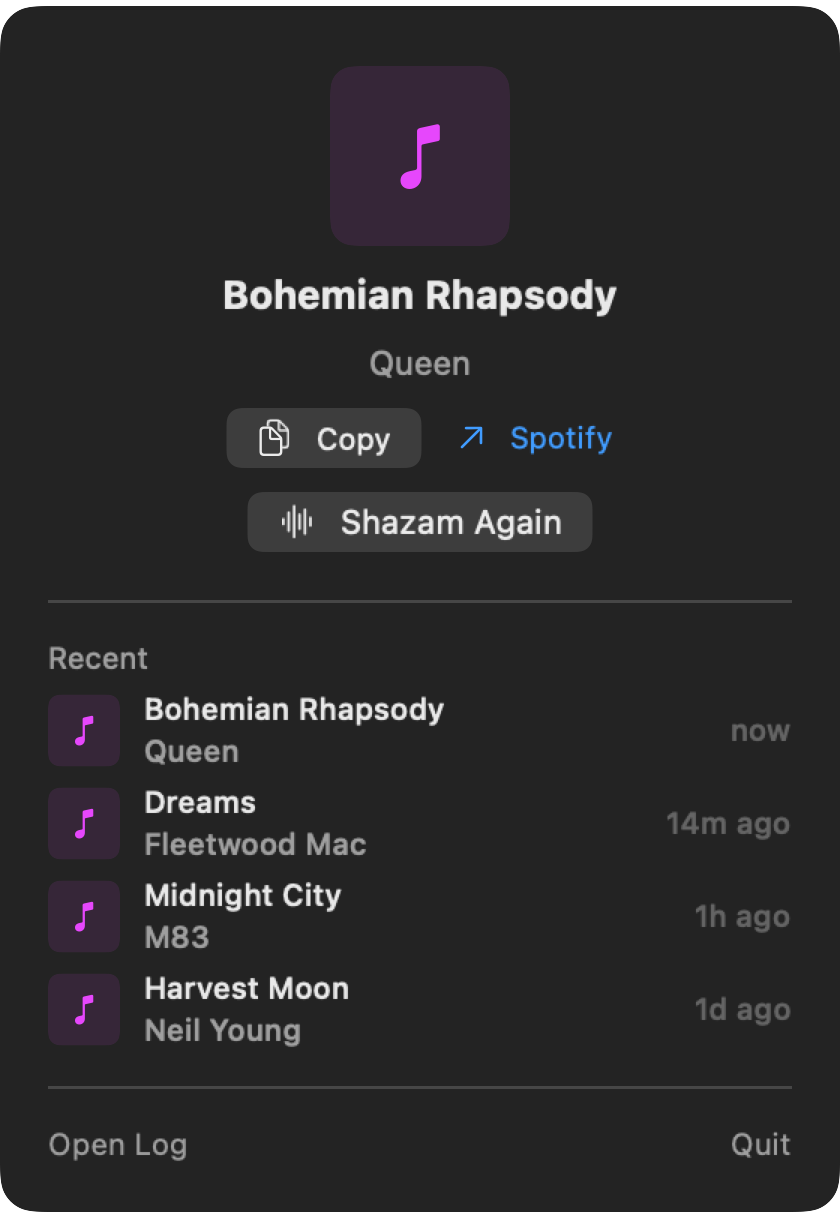 Bohemian Rhapsody
Queen
Copy
Spotify
Shazam Again
Recent
Bohemian Rhapsody
Queen
now
Dreams
Fleetwood Mac
14m ago
Midnight City
M83
1h ago
Harvest Moon
Neil Young
1d ago
Open Log
Quit